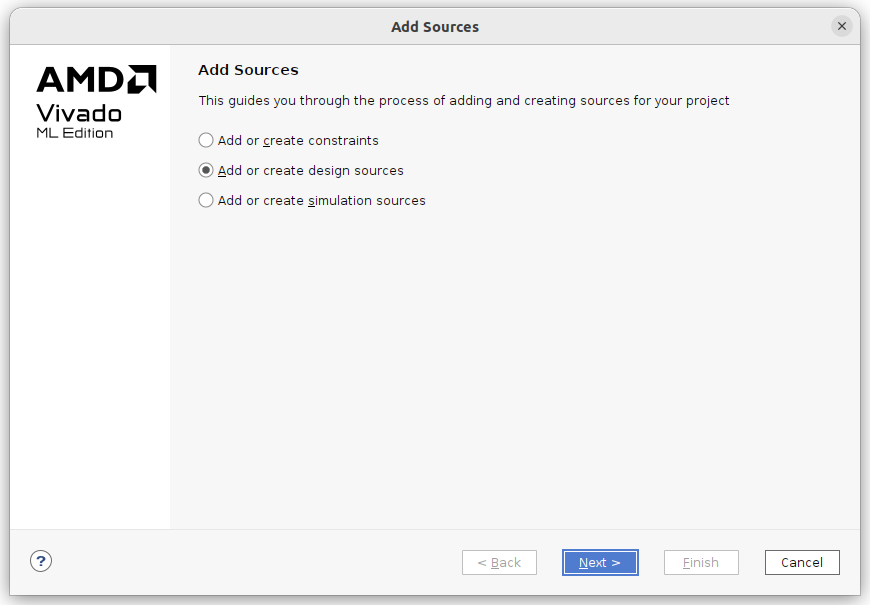 Add Sources
AMD
Vivado
ML Edition
Add Sources
This guides you through the process of adding and creating sources for your project
Add or create constraints
Add or create design sources
Add or create simulation sources
?
< Back
Next >
Finish
Cancel